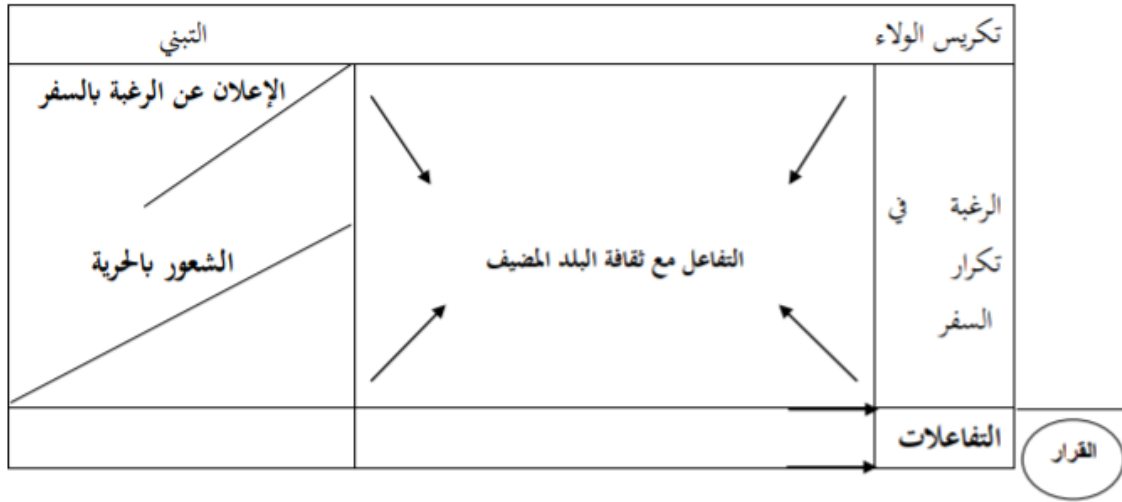 تكريس الولاء
التبني
الإعلان عن الرغبة بالسفر
الرغبة في
تكرار
السفر
التفاعل مع ثقافة البلد المضيف
الشعور بالحرية
التفاعلات
القرار